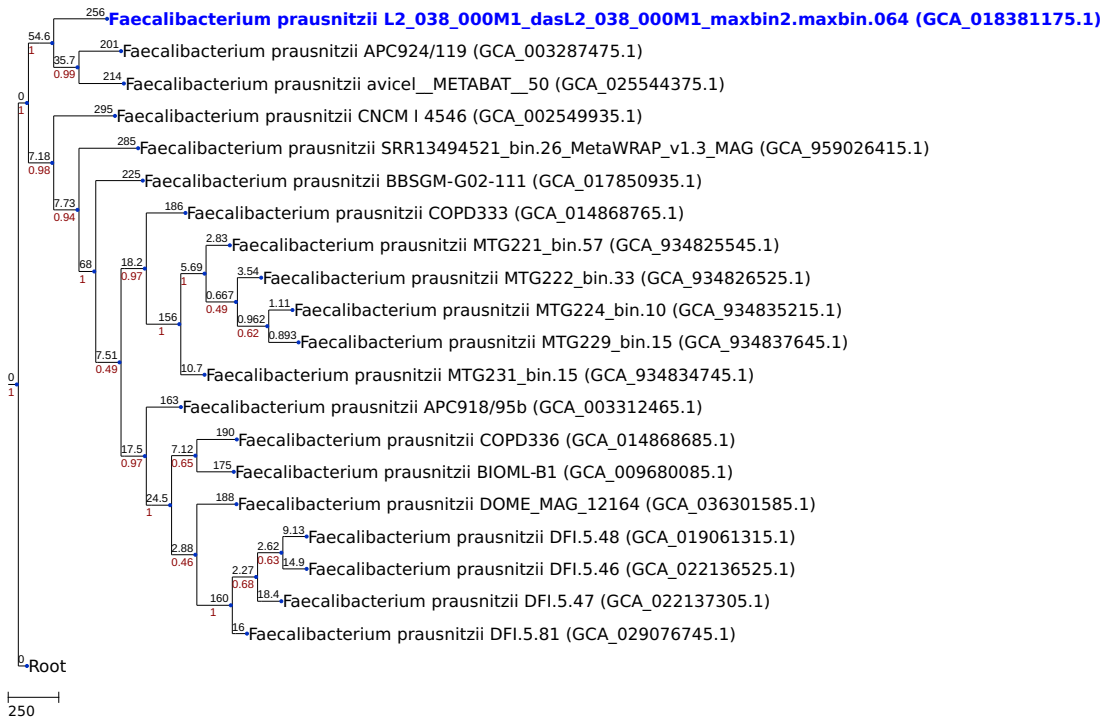 256 Faecalibacterium prausnitzii L2_038_000M1_dasL2_038_000M1_maxbin2.maxbin.064 (GCA_018381175.1)
54.6
1
201 Faecalibacterium prausnitzii APC924/119 (GCA_003287475.1)
35.7
0.99
214 Faecalibacterium prausnitzii avicel__METABAT__50 (GCA_025544375.1)
0
1
295 Faecalibacterium prausnitzii CNCM I 4546 (GCA_002549935.1)
7.18
0.98
285 Faecalibacterium prausnitzii SRR13494521_bin.26_MetaWRAP_v1.3_MAG (GCA_959026415.1)
7.73
0.94
225 Faecalibacterium prausnitzii BBSGM-G02-111 (GCA_017850935.1)
68
1
186 Faecalibacterium prausnitzii COPD333 (GCA_014868765.1)
18.2
0.97
2.83 Faecalibacterium prausnitzii MTG221_bin.57 (GCA_934825545.1)
5.69
1
3.54 Faecalibacterium prausnitzii MTG222_bin.33 (GCA_934826525.1)
0.667
0.49
1.11 Faecalibacterium prausnitzii MTG224_bin.10 (GCA_934835215.1)
0.962
0.62
156
1
0.893 Faecalibacterium prausnitzii MTG229_bin.15 (GCA_934837645.1)
7.51
0.49
10.7 Faecalibacterium prausnitzii MTG231_bin.15 (GCA_934834745.1)
0
1
163 Faecalibacterium prausnitzii APC918/95b (GCA_003312465.1)
17.5
0.97
190 Faecalibacterium prausnitzii COPD336 (GCA_014868685.1)
7.12
0.65
175 Faecalibacterium prausnitzii BIOML-B1 (GCA_009680085.1)
24.5
1
188 Faecalibacterium prausnitzii DOME_MAG_12164 (GCA_036301585.1)
2.88
0.46
9.13 Faecalibacterium prausnitzii DFI.5.48 (GCA_019061315.1)
2.62
0.63
14.9 Faecalibacterium prausnitzii DFI.5.46 (GCA_022136525.1)
2.27
0.68
18.4 Faecalibacterium prausnitzii DFI.5.47 (GCA_022137305.1)
160
1
16 Faecalibacterium prausnitzii DFI.5.81 (GCA_029076745.1)
0 Root
250